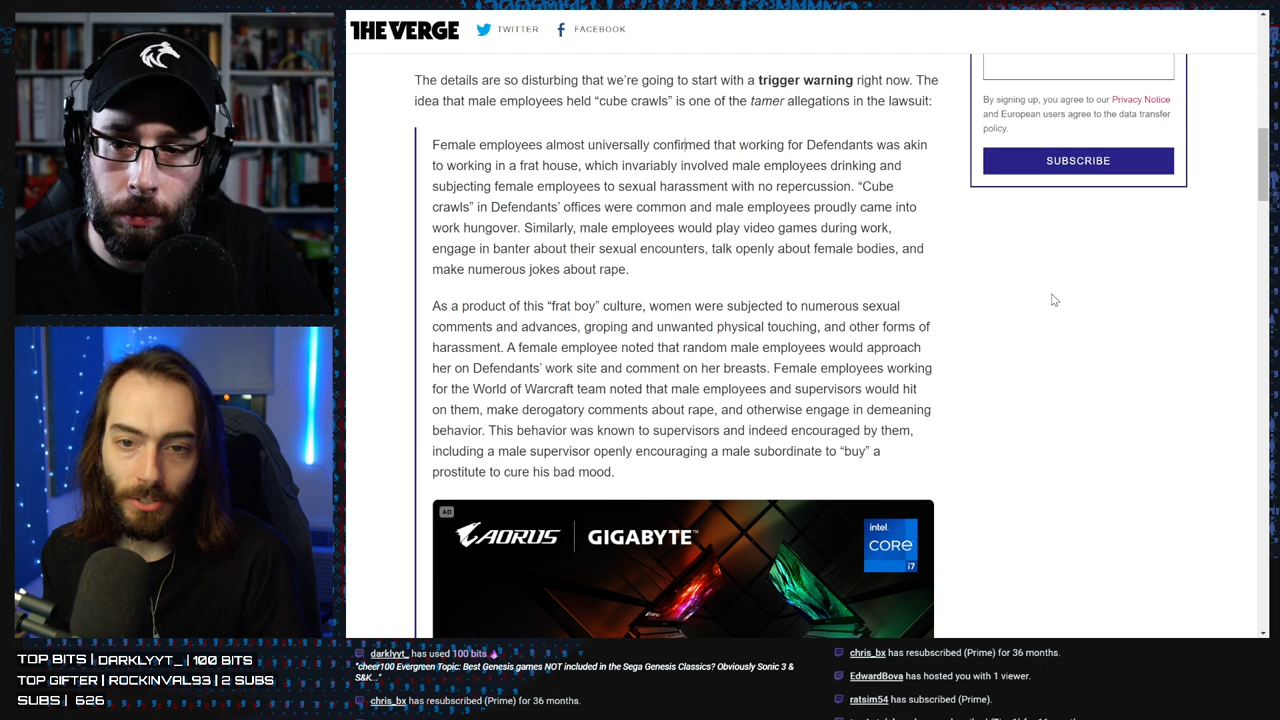 THE VERGE
TWITTER
FACEBOOK
The details are so disturbing that we're going to start with a trigger warning right now. The
idea that male employees held “cube crawls” is one of the tamer allegations in the lawsuit:
Female employees almost universally confirmed that working for Defendants was akin
to working in a frat house, which invariably involved male employees drinking and
subjecting female employees to sexual harassment with no repercussion. “Cube
crawls” in Defendants’ offices were common and male employees proudly came into
work hungover. Similarly, male employees would play video games during work,
engage in banter about their sexual encounters, talk openly about female bodies, and
make numerous jokes about rape.
As a product of this “frat boy” culture, women were subjected to numerous sexual
comments and advances, groping and unwanted physical touching, and other forms of
harassment. A female employee noted that random male employees would approach
her on Defendants’ work site and comment on her breasts. Female employees working
for the World of Warcraft team noted that male employees and supervisors would hit
on them, make derogatory comments about rape, and otherwise engage in demeaning
behavior. This behavior was known to supervisors and indeed encouraged by them,
including a male supervisor openly encouraging a male subordinate to “buy” a
prostitute to cure his bad mood.
By signing up, you agree to our Privacy Notice
and European users agree to the data transfer
policy.
SUBSCRIBE
AD
AORUS
GIGABYTE™
intel.
CORE
i7
TOP BITS | DARKLYYT_ | 100 BITS
TOP GIFTER | ROCKINVAL93 | 2 SUBS
SUBS | 626
darklyyt_ has used 100 bits
"cheer100 Evergreen Topic: Best Genesis games NOT included in the Sega Genesis Classics? Obviously Sonic 3 &
S&K..."
chris_bx has resubscribed (Prime) for 36 months.
chris_bx has resubscribed (Prime) for 36 months.
EdwardBova has hosted you with 1 viewer.
ratsim54 has subscribed (Prime).